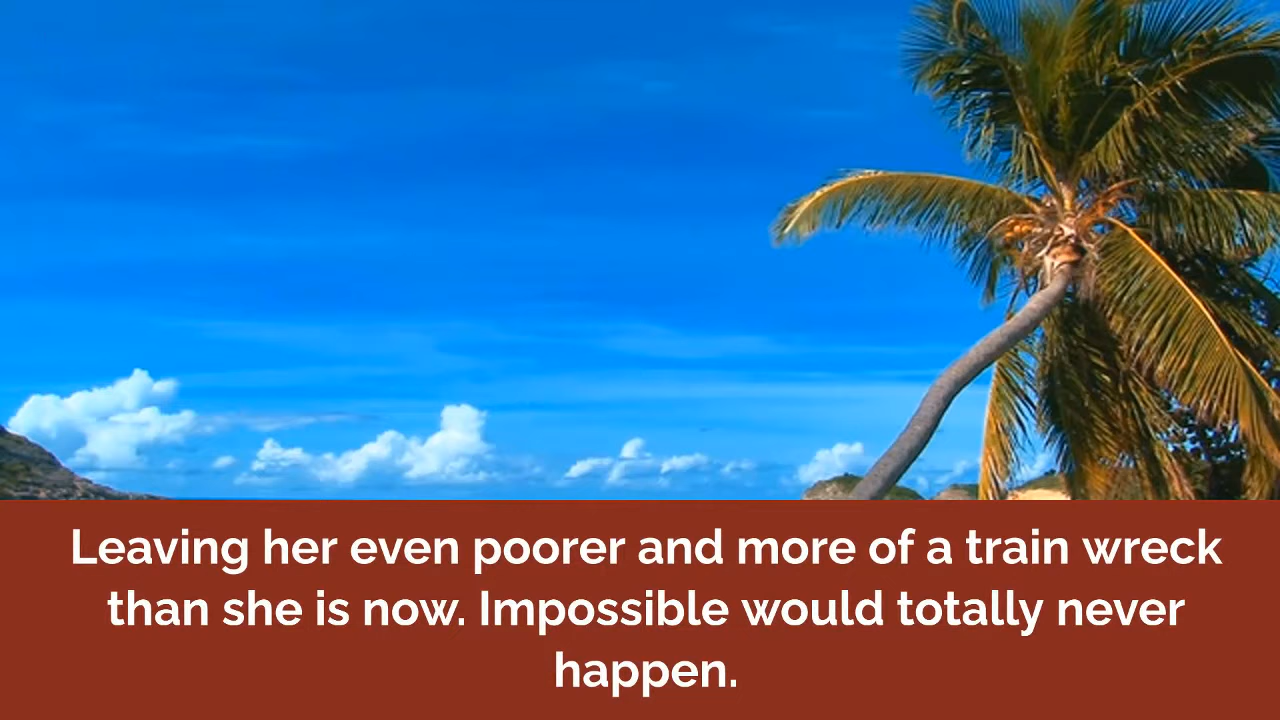 Leaving her even poorer and more of a train wreck
than she is now. Impossible would totally never
happen.